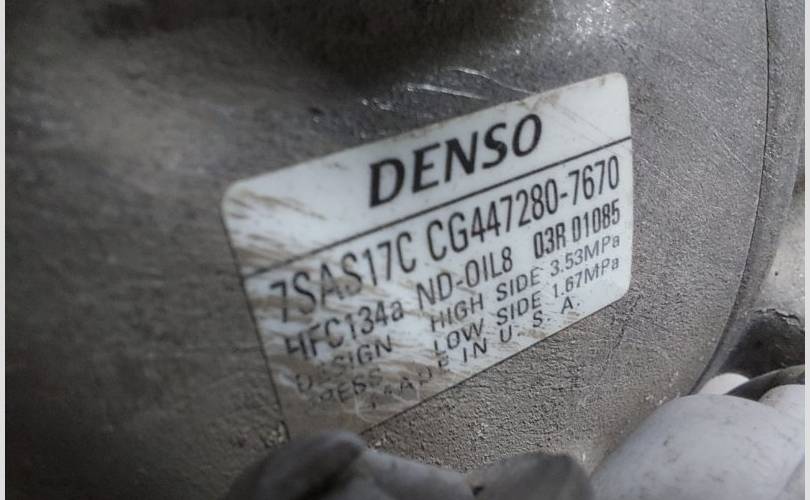 DENSO
7SAS17C CG447280-7670
HFC134a ND-OIL8 03R 01085
DESIGN HIGH SIDE 3.53MPa
PRESS LOW SIDE 1.67MPa
MADE IN U. S. A.